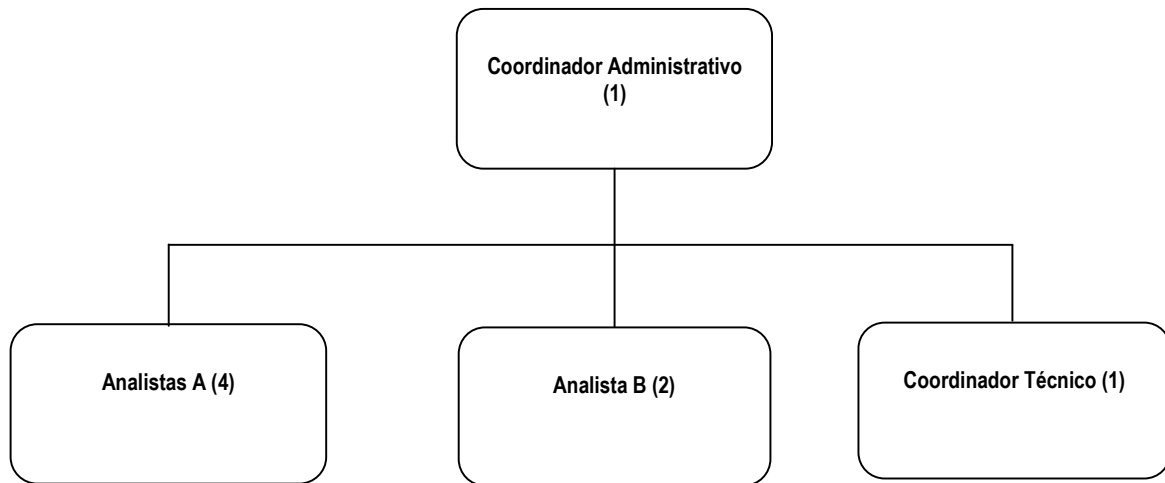 Coordinador Administrativo
(1)
Analistas A (4)
Analista B (2)
Coordinador Técnico (1)